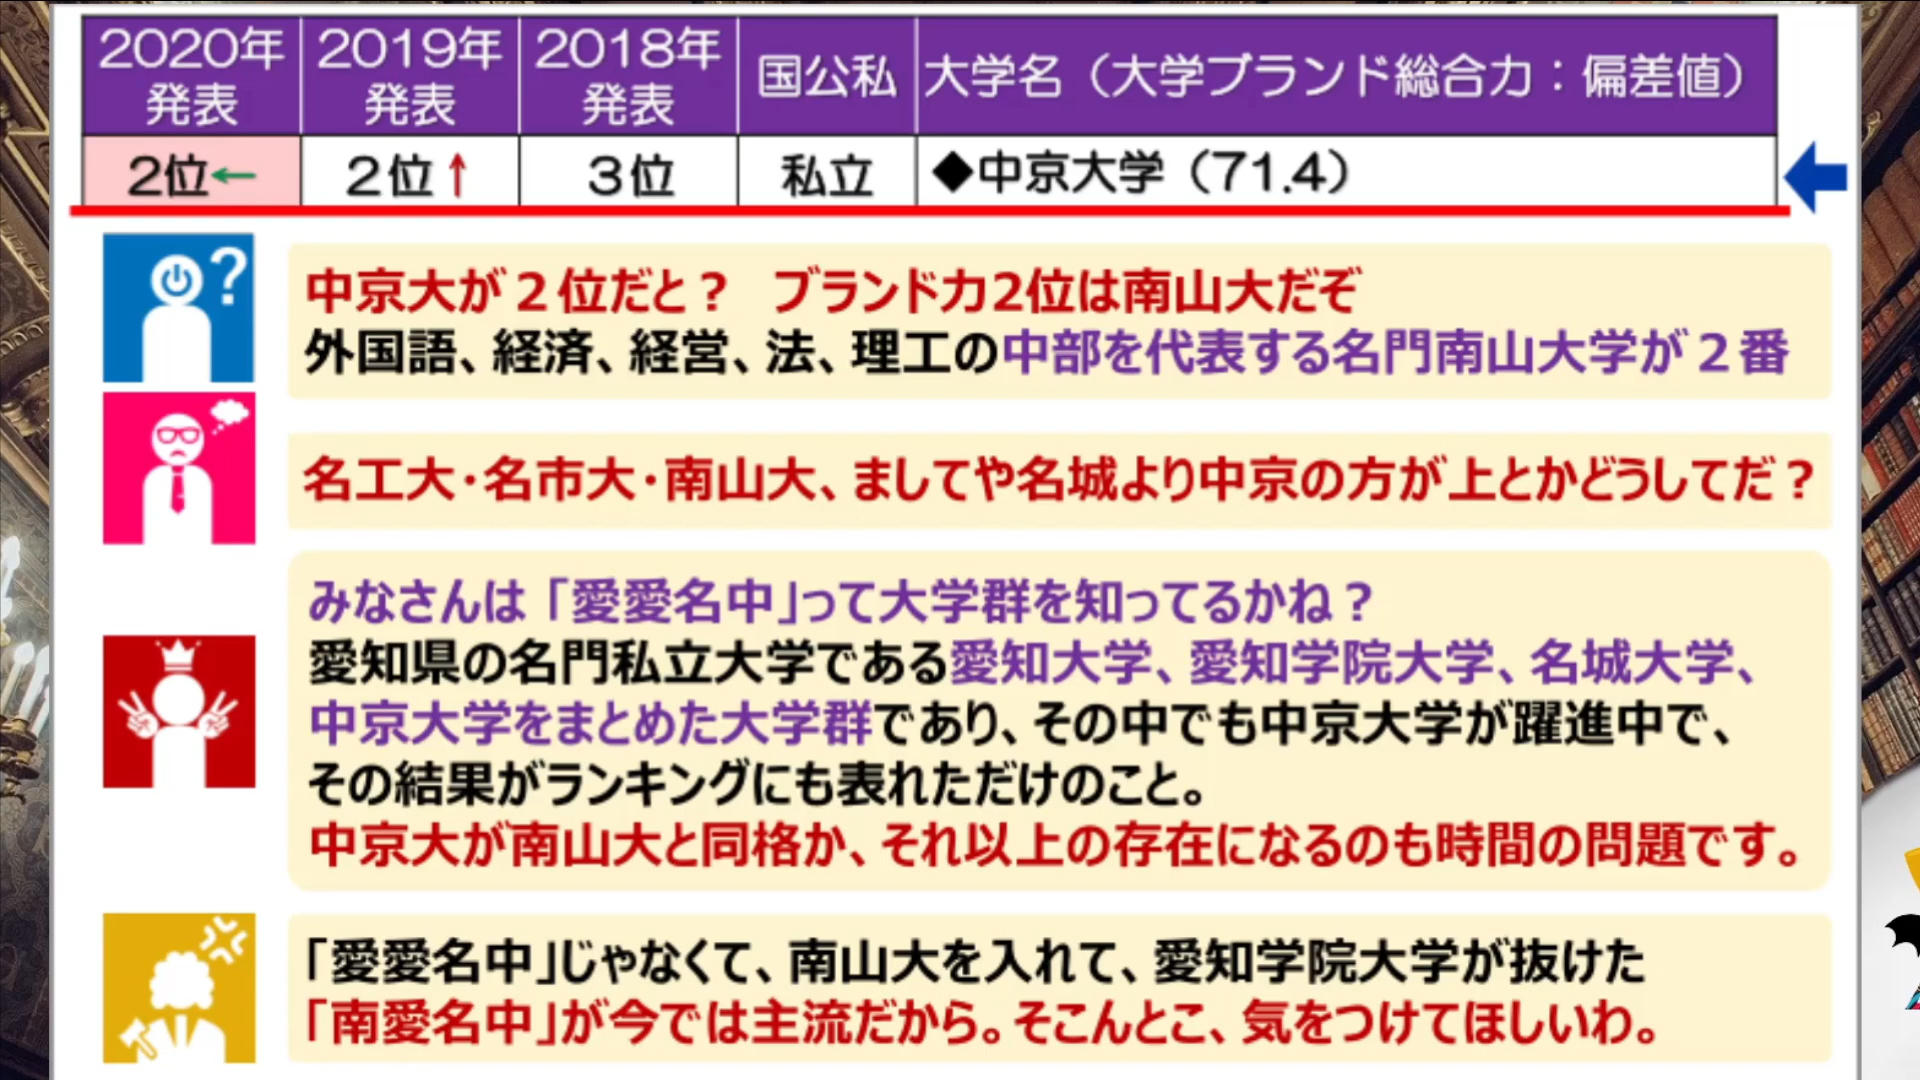 2020年発表 2019年発表 2018年発表 国公私 大学名（大学ブランド総合力：偏差値）
2位← 2位↑ 3位 私立 ◆中京大学（71.4）
中京大が２位だと？　ブランド力2位は南山大だぞ
外国語、経済、経営、法、理工の中部を代表する名門南山大学が２番
名工大・名市大・南山大、ましてや名城より中京の方が上とかどうしてだ？
みなさんは「愛愛名中」って大学群を知ってるかね？
愛知県の名門私立大学である愛知大学、愛知学院大学、名城大学、
中京大学をまとめた大学群であり、その中でも中京大学が躍進中で、
その結果がランキングにも表れただけのこと。
中京大が南山大と同格か、それ以上の存在になるのも時間の問題です。
「愛愛名中」じゃなくて、南山大を入れて、愛知学院大学が抜けた
「南愛名中」が今では主流だから。そこんとこ、気をつけてほしいわ。